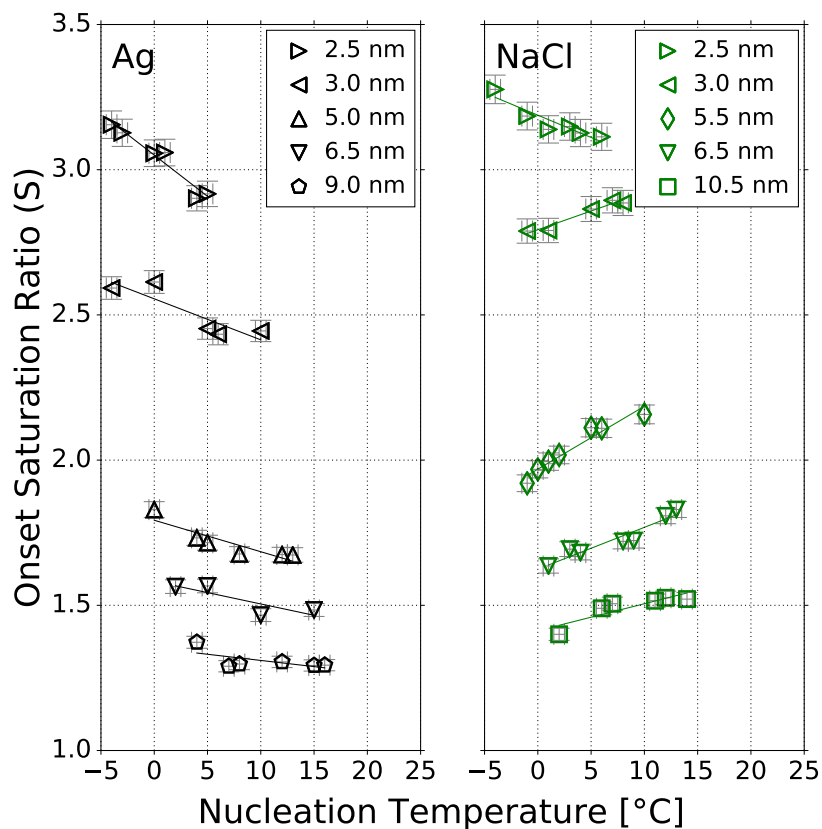 Onset Saturation Ratio (S)
3.5
3.0
2.5
2.0
1.5
1.0
Ag
2.5 nm
3.0 nm
5.0 nm
6.5 nm
9.0 nm
NaCl
2.5 nm
3.0 nm
5.5 nm
6.5 nm
10.5 nm
−5 0 5 10 15 20 25
−5 0 5 10 15 20 25
Nucleation Temperature [°C]